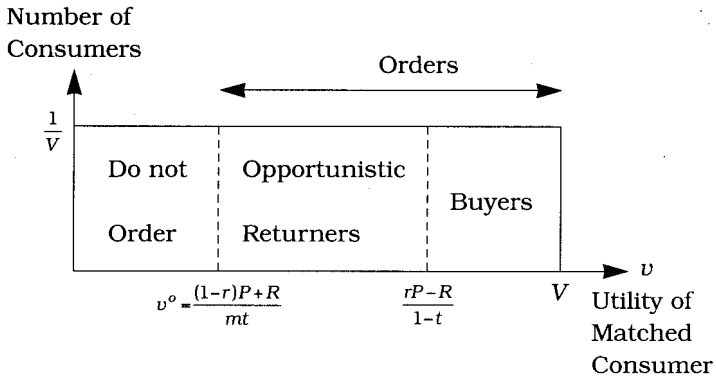 Number of
Consumers
Orders
1/V
Do not Opportunistic
Buyers
Order Returners
v° = ((1-r)P+R)/mt (rP-R)/(1-t) V v
Utility of
Matched
Consumer